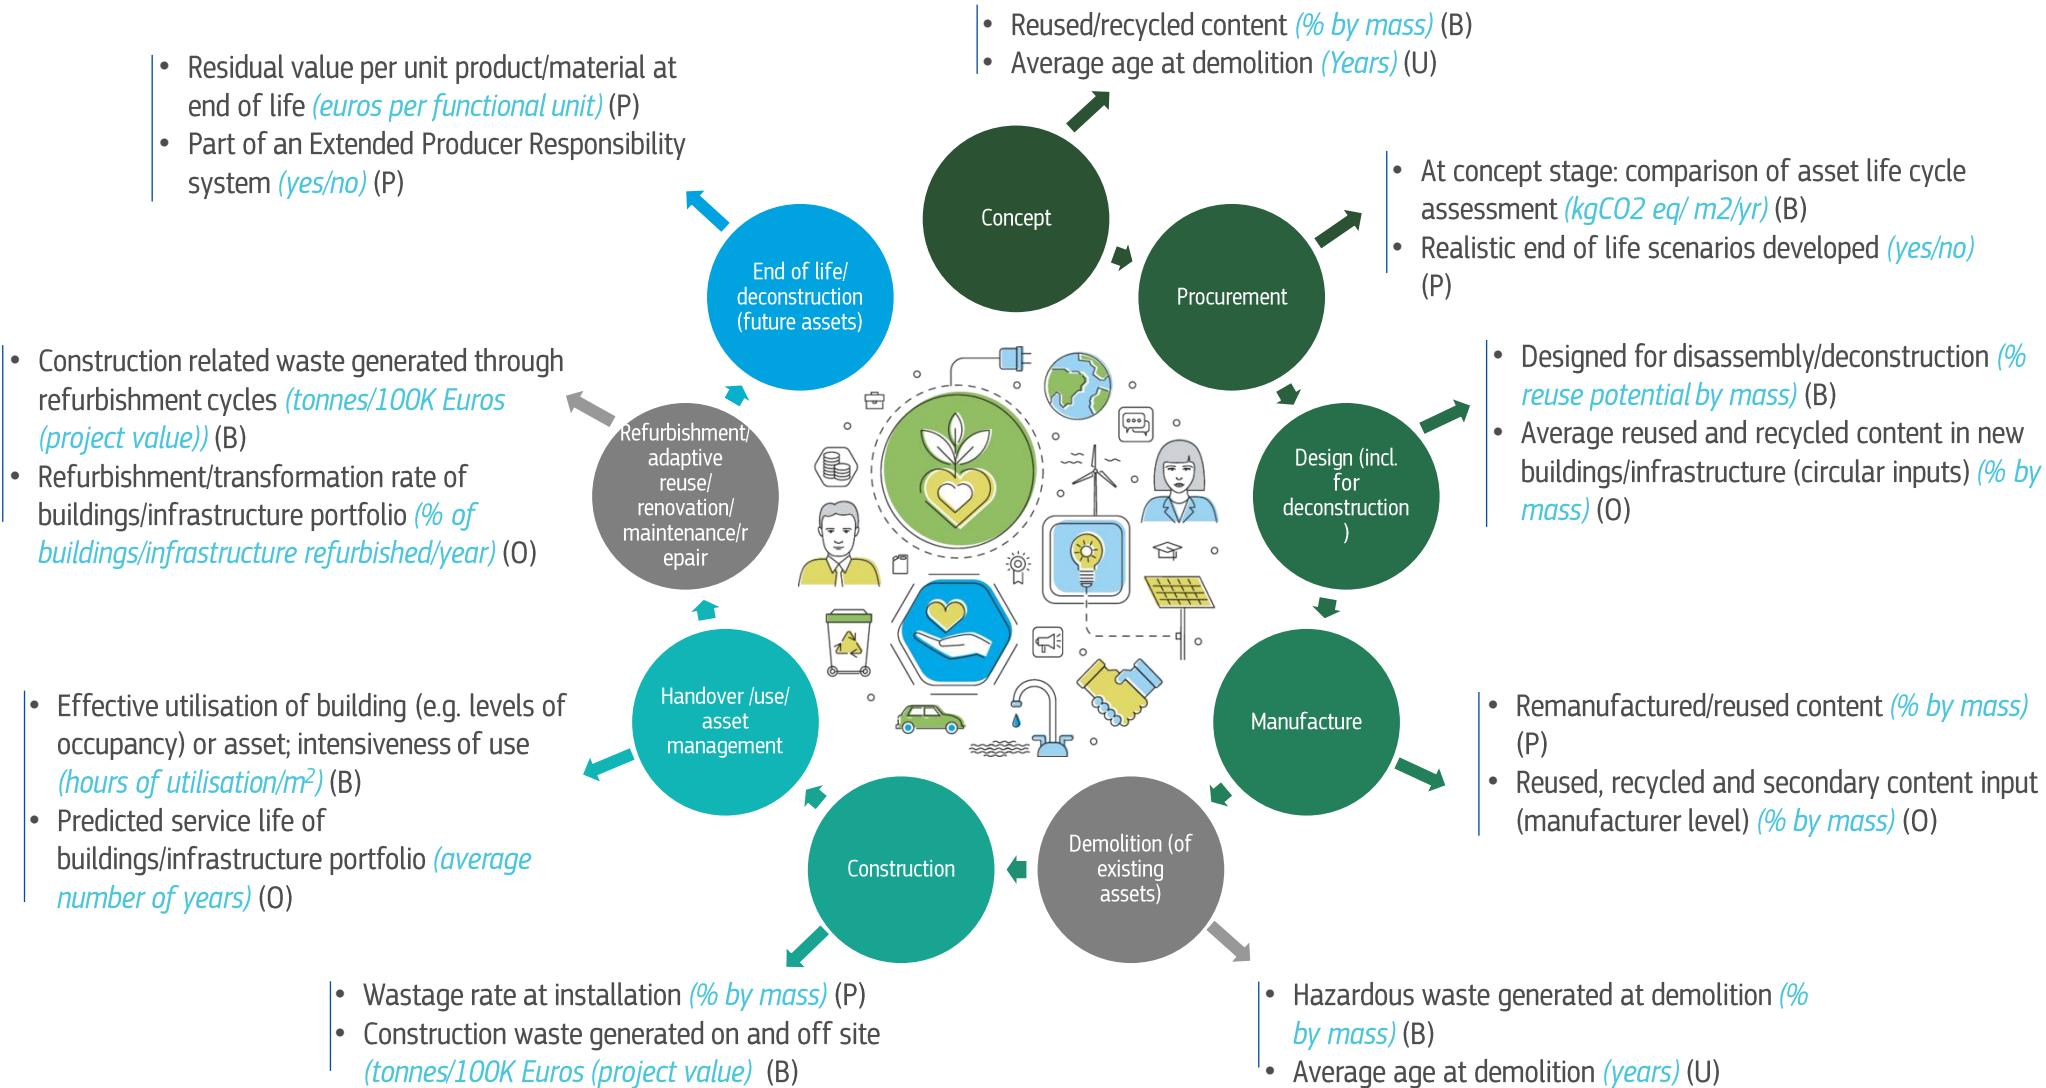 • Reused/recycled content (% by mass) (B)
• Average age at demolition (Years) (U)
• Residual value per unit product/material at
end of life (euros per functional unit) (P)
• Part of an Extended Producer Responsibility
system (yes/no) (P)
Concept
• At concept stage: comparison of asset life cycle
assessment (kgCO2 eq/ m2/yr) (B)
• Realistic end of life scenarios developed (yes/no)
(P)
Procurement
End of life/
deconstruction
(future assets)
• Construction related waste generated through
refurbishment cycles (tonnes/100K Euros
(project value)) (B)
• Refurbishment/transformation rate of
buildings/infrastructure portfolio (% of
buildings/infrastructure refurbished/year) (O)
Refurbishment/
adaptive
reuse/
renovation/
maintenance/r
epair
Design (incl.
for
deconstruction
)
• Designed for disassembly/deconstruction (%
reuse potential by mass) (B)
• Average reused and recycled content in new
buildings/infrastructure (circular inputs) (% by
mass) (O)
• Effective utilisation of building (e.g. levels of
occupancy) or asset; intensiveness of use
(hours of utilisation/m²) (B)
• Predicted service life of
buildings/infrastructure portfolio (average
number of years) (O)
Handover /use/
asset
management
Manufacture
• Remanufactured/reused content (% by mass)
(P)
• Reused, recycled and secondary content input
(manufacturer level) (% by mass) (O)
Construction
Demolition (of
existing
assets)
• Wastage rate at installation (% by mass) (P)
• Construction waste generated on and off site
(tonnes/100K Euros (project value) (B)
• Hazardous waste generated at demolition (%
by mass) (B)
• Average age at demolition (years) (U)